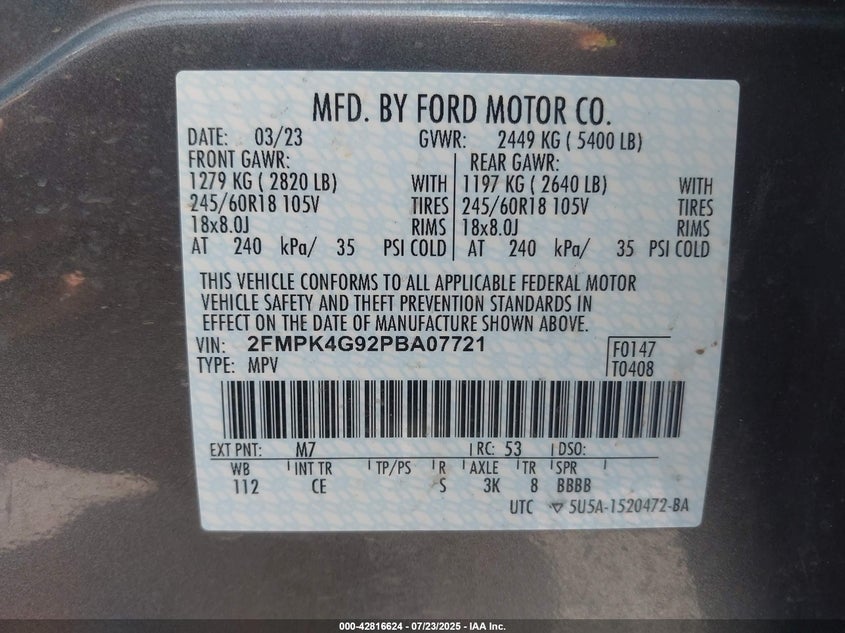 MFD. BY FORD MOTOR CO.
DATE: 03/23 GVWR: 2449 KG ( 5400 LB)
FRONT GAWR: REAR GAWR:
1279 KG ( 2820 LB) WITH 1197 KG ( 2640 LB) WITH
245/60R18 105V TIRES 245/60R18 105V TIRES
18x8.0J RIMS 18x8.0J RIMS
AT 240 kPa/ 35 PSI COLD AT 240 kPa/ 35 PSI COLD
THIS VEHICLE CONFORMS TO ALL APPLICABLE FEDERAL MOTOR
VEHICLE SAFETY AND THEFT PREVENTION STANDARDS IN
EFFECT ON THE DATE OF MANUFACTURE SHOWN ABOVE.
VIN: 2FMPK4G92PBA07721 F0147
TYPE: MPV T0408
EXT PNT: M7 RC: 53 DSO:
WB INT TR TP/PS R AXLE TR SPR
112 CE S 3K 8 BBBB
UTC 5U5A-1520472-BA
000-42816624 - 07/23/2025 - IAA Inc.